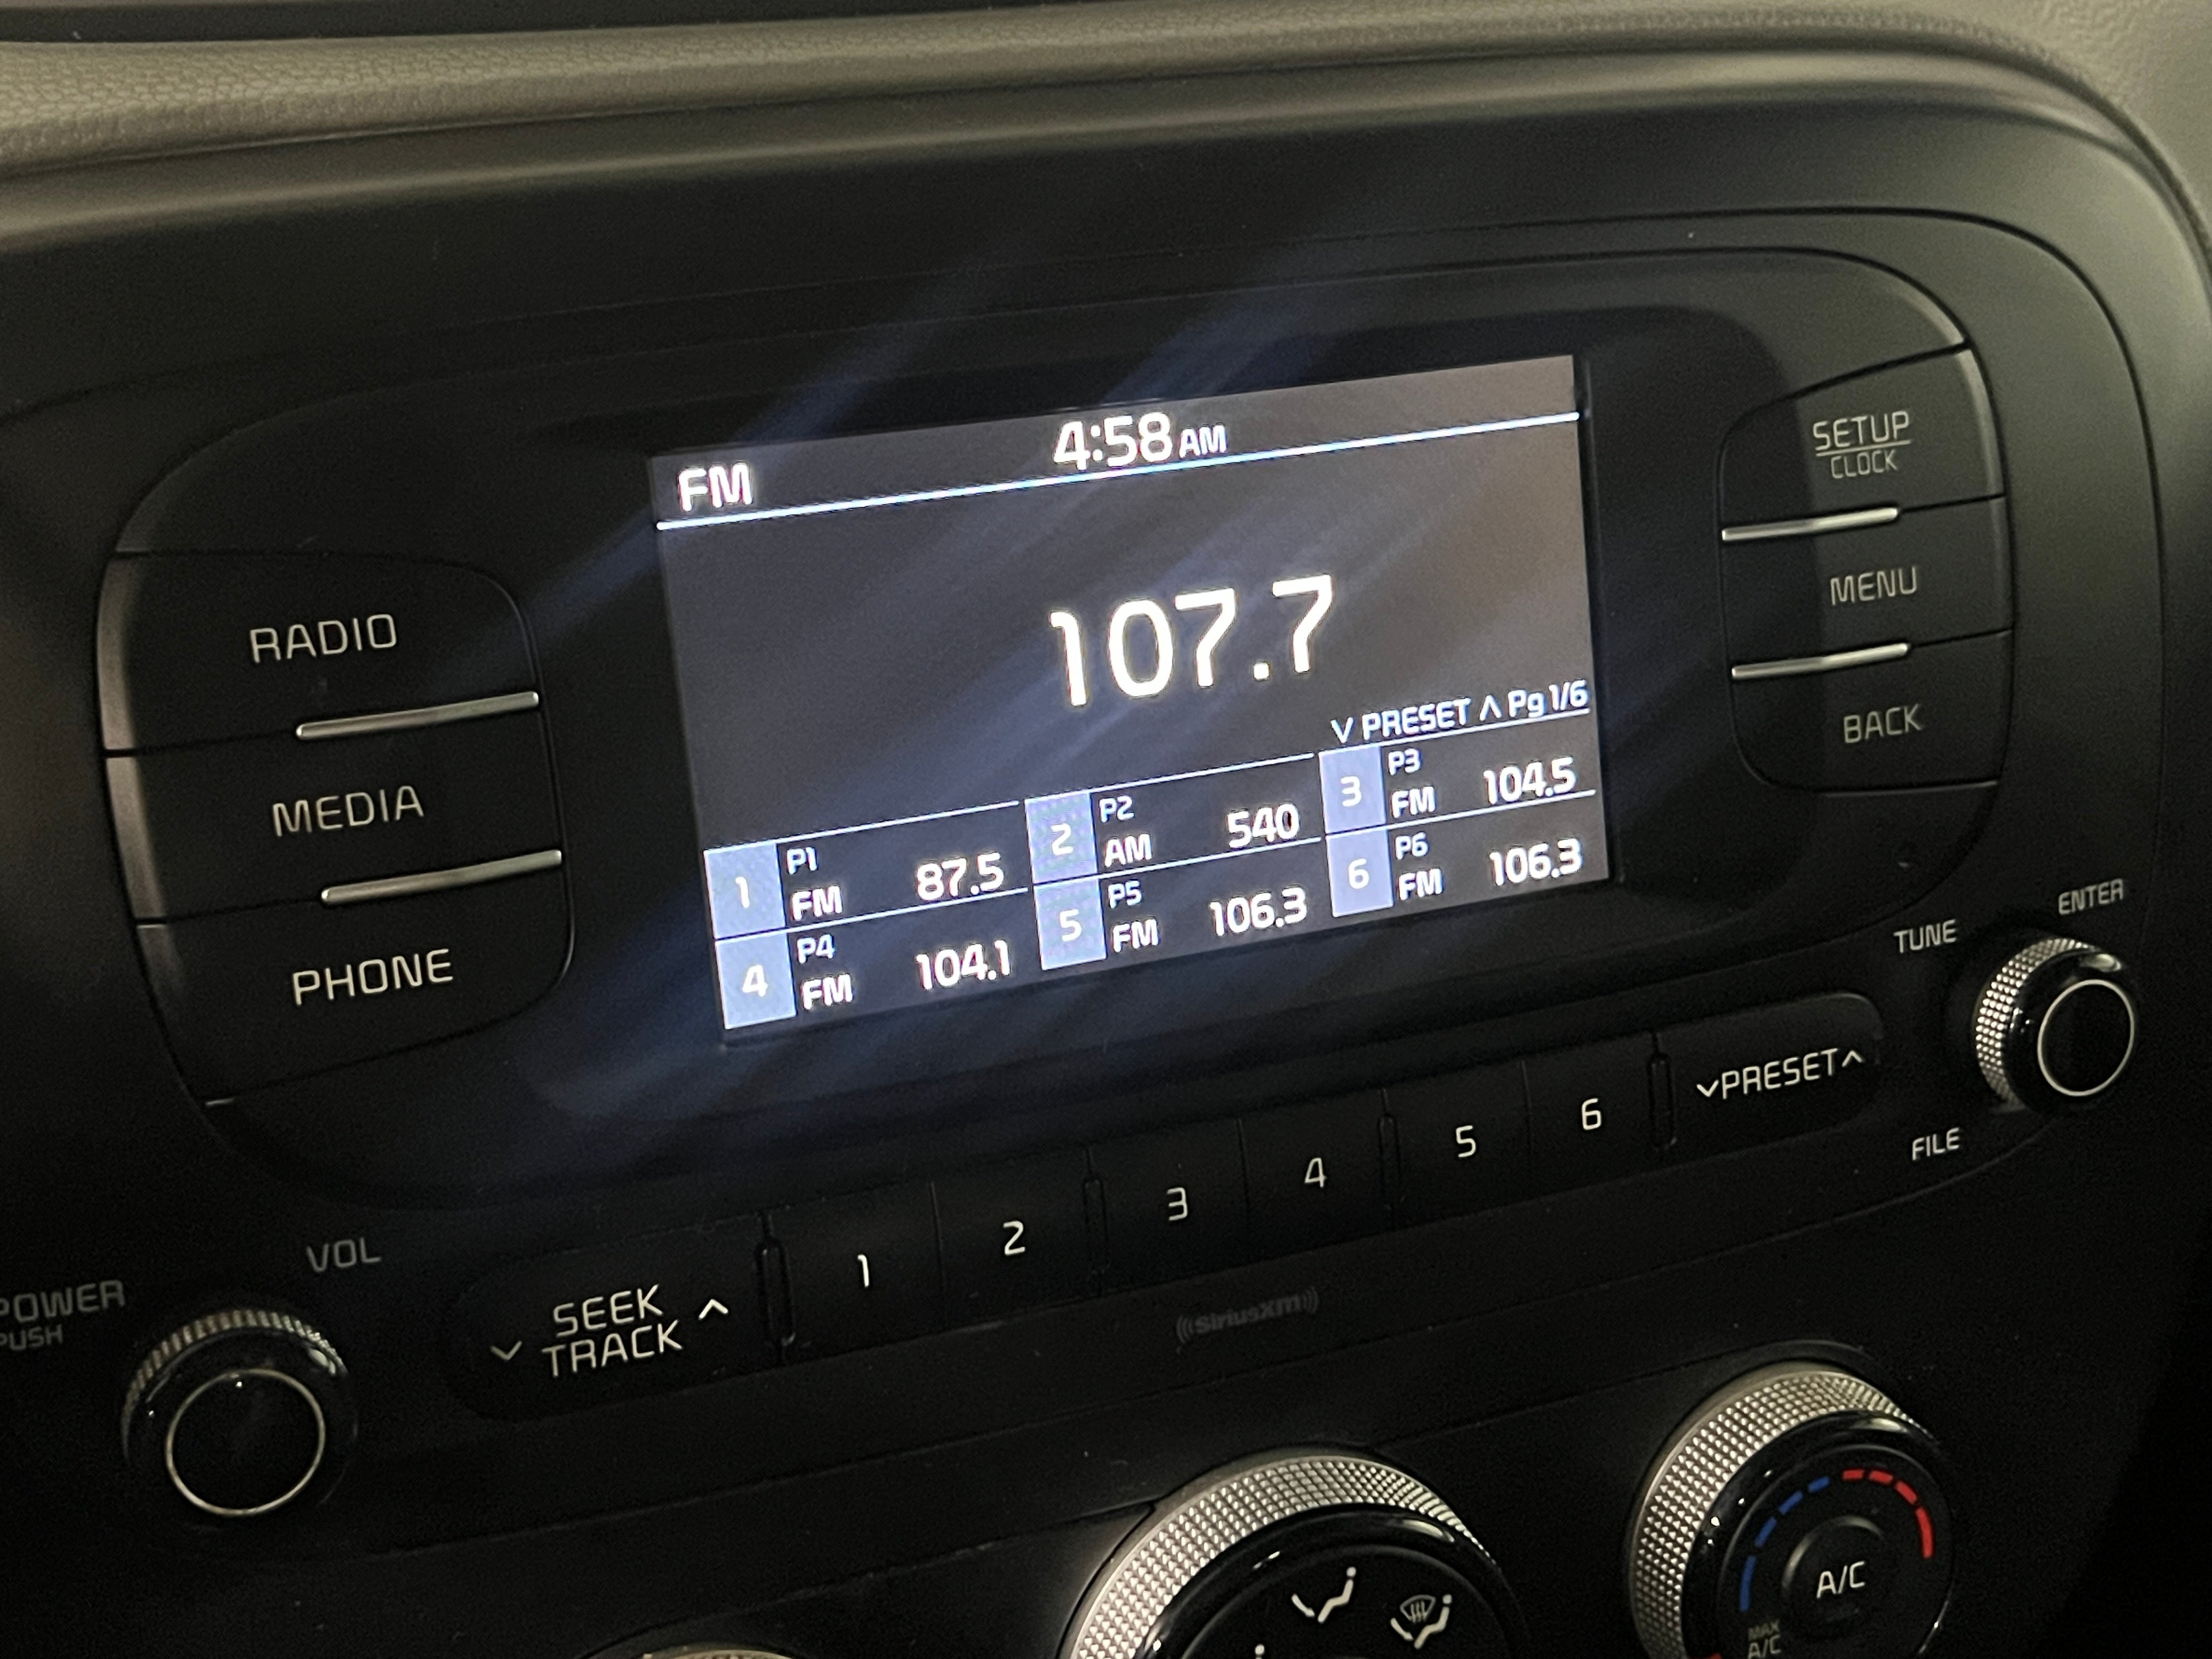 4:58 AM
FM
107.7
V PRESET Λ Pg 1/6
1 P1 FM 87.5
2 P2 AM 540
3 P3 FM 104.5
4 P4 FM 104.1
5 P5 FM 106.3
6 P6 FM 106.3
RADIO
MEDIA
PHONE
SETUP
CLOCK
MENU
BACK
ENTER
TUNE
FILE
VOL
POWER
PUSH
SEEK
TRACK
1 2 3 4 5 6
PRESET
((SiriusXM))
A/C
MAX
A/C